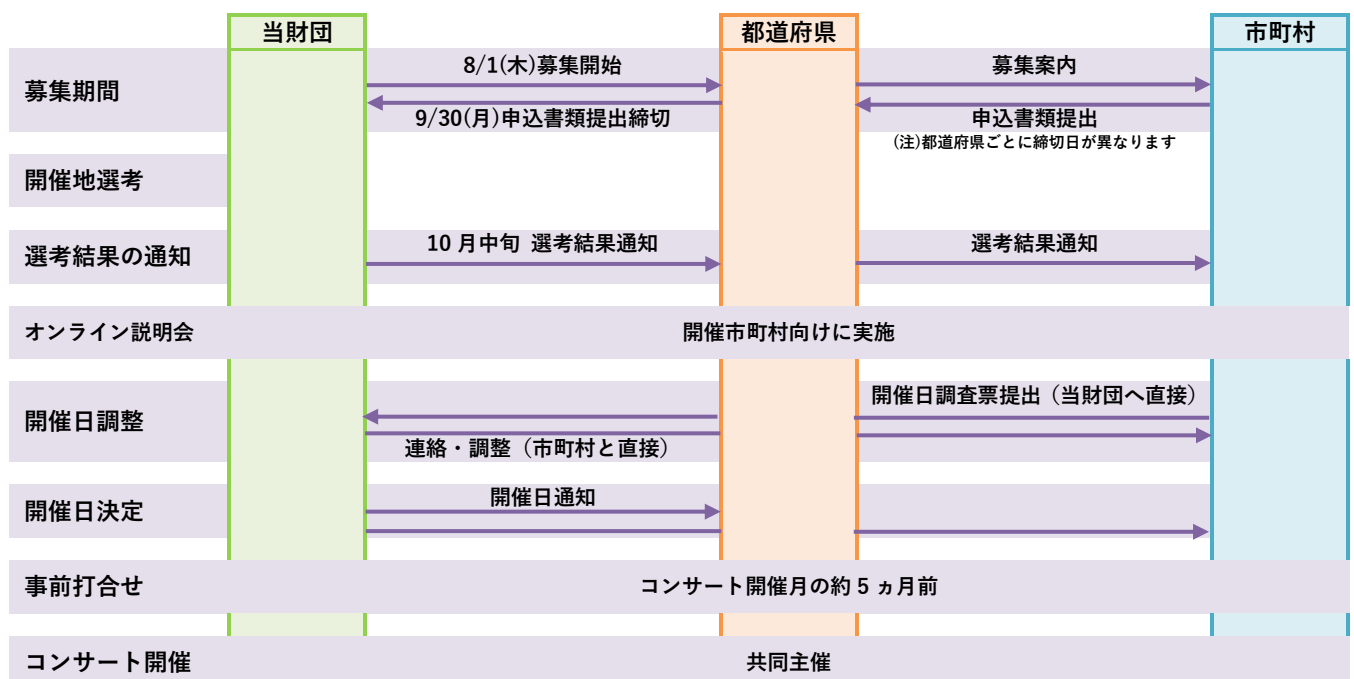 当財団
都道府県
市町村
募集期間
8/1(木)募集開始
募集案内
9/30(月)申込書類提出締切
申込書類提出
(注)都道府県ごとに締切日が異なります
開催地選考
選考結果の通知
10 月中旬 選考結果通知
選考結果通知
オンライン説明会
開催市町村向けに実施
開催日調整
開催日調査票提出（当財団へ直接）
連絡・調整（市町村と直接）
開催日決定
開催日通知
事前打合せ
コンサート開催月の約 5 ヵ月前
コンサート開催
共同主催